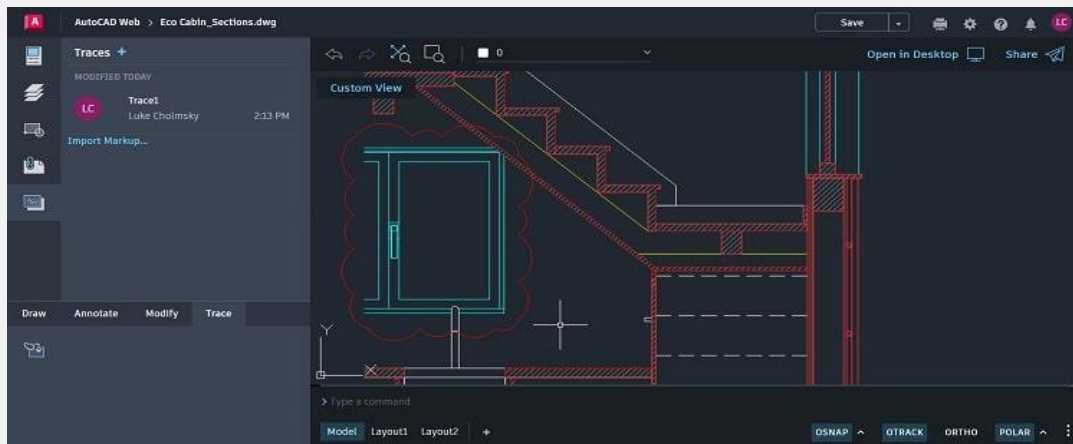 A AutoCAD Web > Eco Cabin_Sections.dwg Save LC
Traces +
0
Open in Desktop Share
MODIFIED TODAY
Custom View
LC
Trace1
Luke Cholmsky 2:13 PM
Import Markup...
Draw Annotate Modify Trace
Y
X
> Type a command
Model Layout1 Layout2 + OSNAP OTRACK ORTHO POLAR